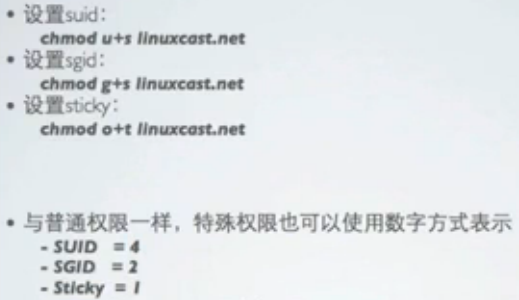 • 设置suid：
chmod u+s linuxcast.net
• 设置sgid：
chmod g+s linuxcast.net
• 设置sticky：
chmod o+t linuxcast.net
• 与普通权限一样，特殊权限也可以使用数字方式表示
- SUID = 4
- SGID = 2
- Sticky = 1